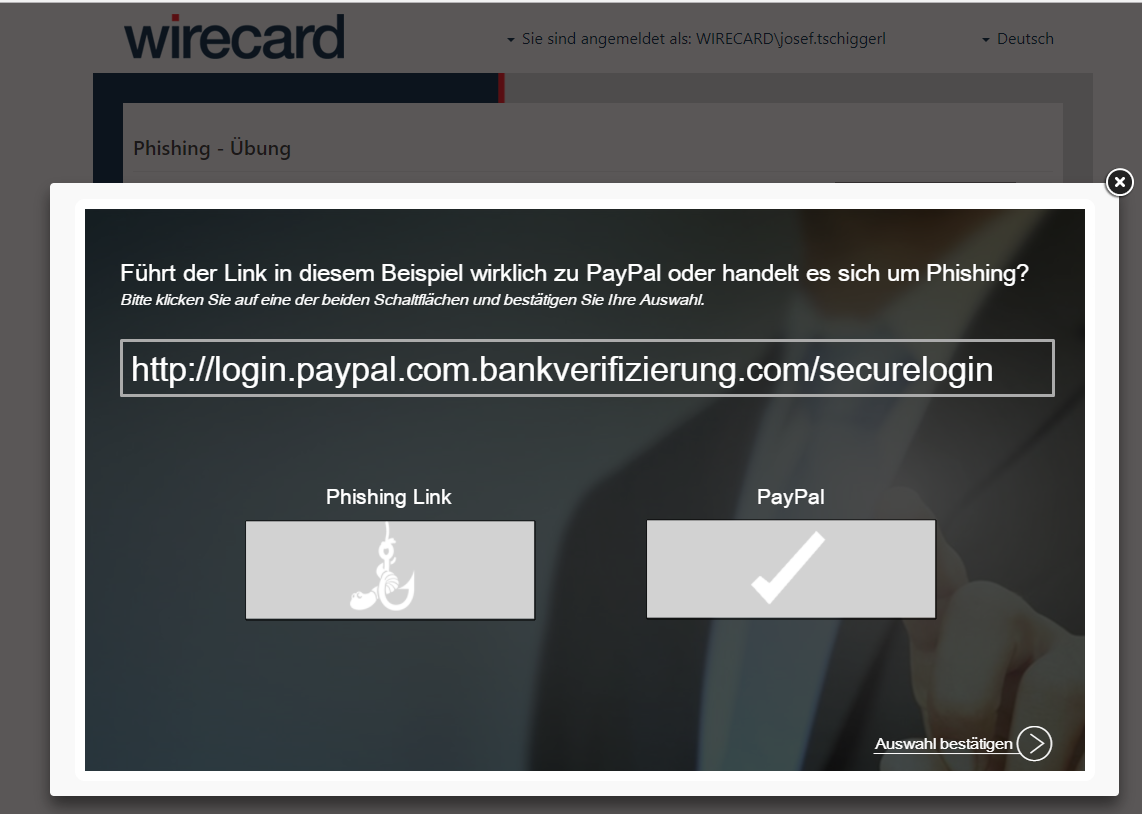 wirecard
Sie sind angemeldet als: WIRECARD\josef.tschiggerl
Deutsch
Phishing - Übung
Führt der Link in diesem Beispiel wirklich zu PayPal oder handelt es sich um Phishing?
Bitte klicken Sie auf eine der beiden Schaltflächen und bestätigen Sie Ihre Auswahl.
http://login.paypal.com.bankverifizierung.com/securelogin
Phishing Link
PayPal
Auswahl bestätigen